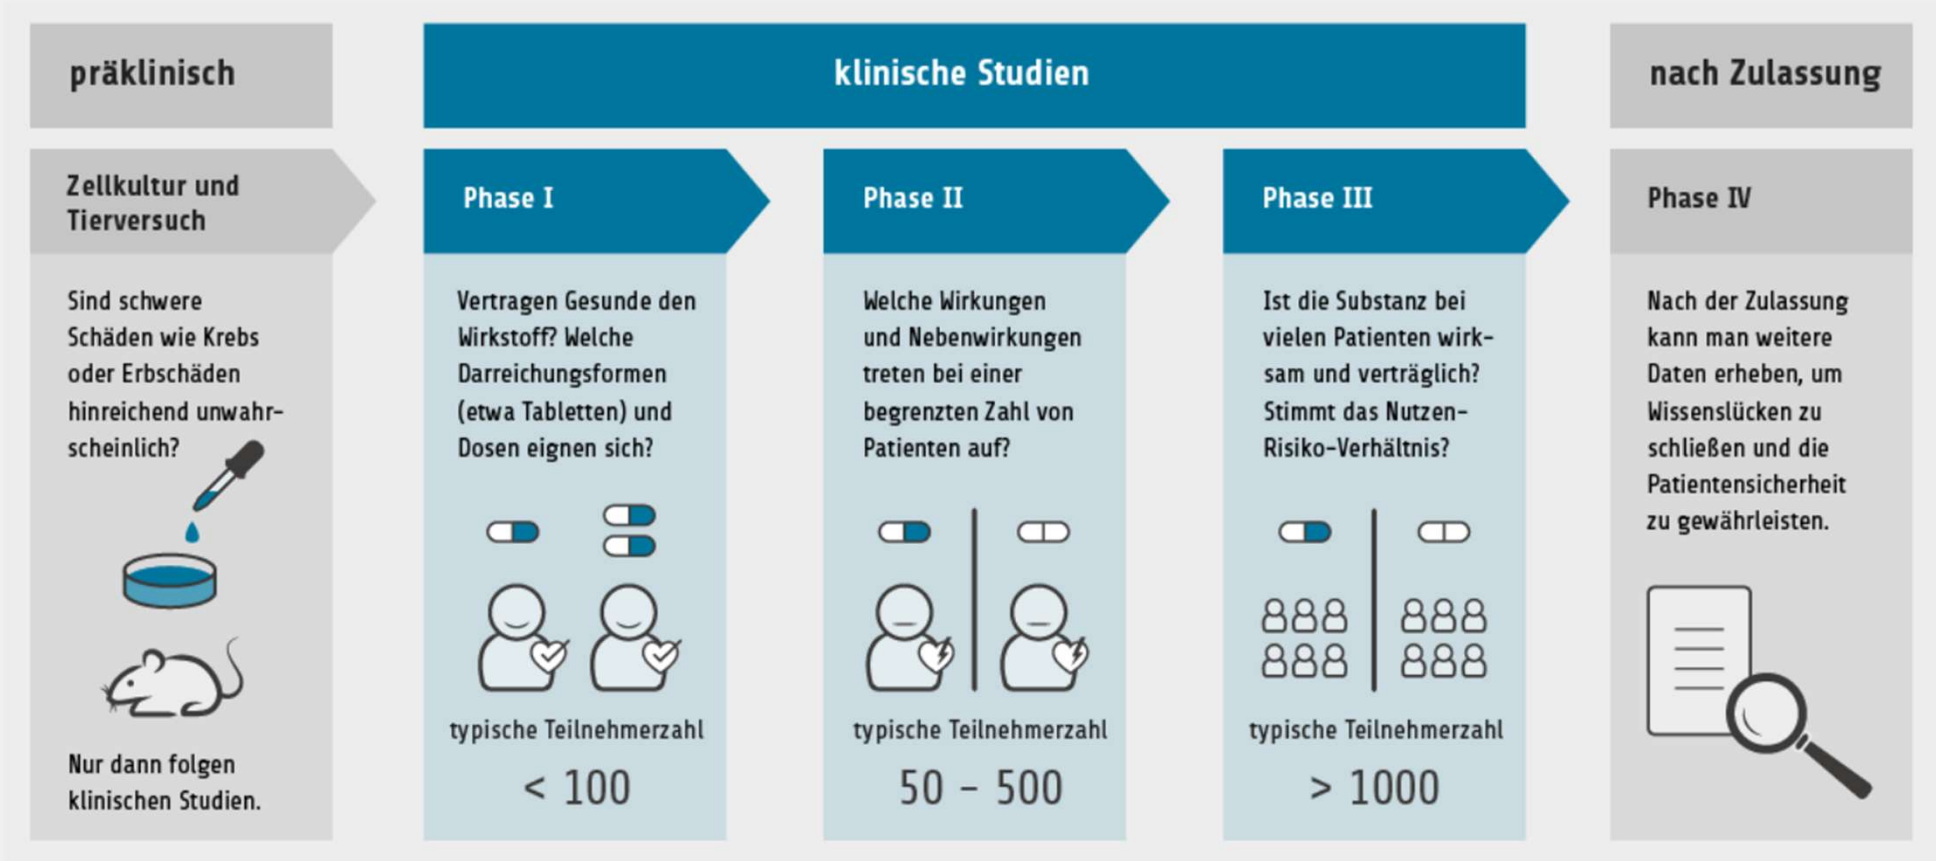 präklinisch
klinische Studien
nach Zulassung
Zellkultur und
Tierversuch
Sind schwere
Schäden wie Krebs
oder Erbschäden
hinreichend unwahr-
scheinlich?
Nur dann folgen
klinischen Studien.
Phase I
Vertragen Gesunde den
Wirkstoff? Welche
Darreichungsformen
(etwa Tabletten) und
Dosen eignen sich?
typische Teilnehmerzahl
< 100
Phase II
Welche Wirkungen
und Nebenwirkungen
treten bei einer
begrenzten Zahl von
Patienten auf?
typische Teilnehmerzahl
50 – 500
Phase III
Ist die Substanz bei
vielen Patienten wirk-
sam und verträglich?
Stimmt das Nutzen-
Risiko-Verhältnis?
typische Teilnehmerzahl
> 1000
Phase IV
Nach der Zulassung
kann man weitere
Daten erheben, um
Wissenslücken zu
schließen und die
Patientensicherheit
zu gewährleisten.